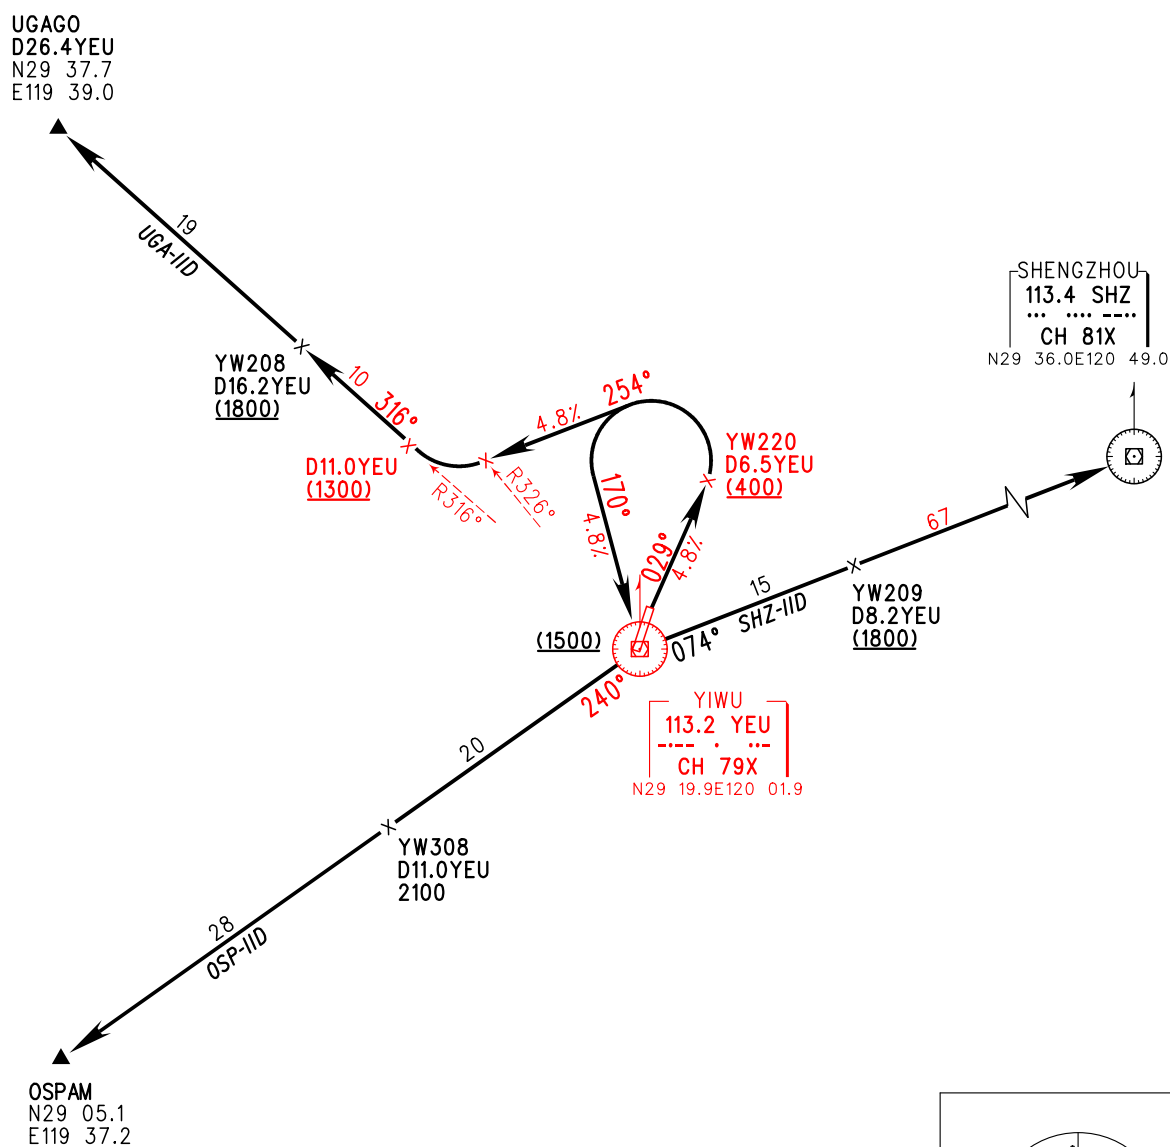 UGAGO
D26.4YEU
N29 37.7
E119 39.0
19
UGA-IID
YW208
D16.2YEU
(1800)
10
316°
D11.0YEU
(1300)
R316°
R326°
4.8%
254°
170°
4.8%
029°
4.8%
YW220
D6.5YEU
(400)
SHENGZHOU
113.4 SHZ
CH 81X
N29 36.0E120 49.0
67
15
SHZ-IID
074°
YW209
D8.2YEU
(1800)
(1500)
240°
YIWU
113.2 YEU
CH 79X
N29 19.9E120 01.9
20
YW308
D11.0YEU
2100
28
OSP-IID
OSPAM
N29 05.1
E119 37.2